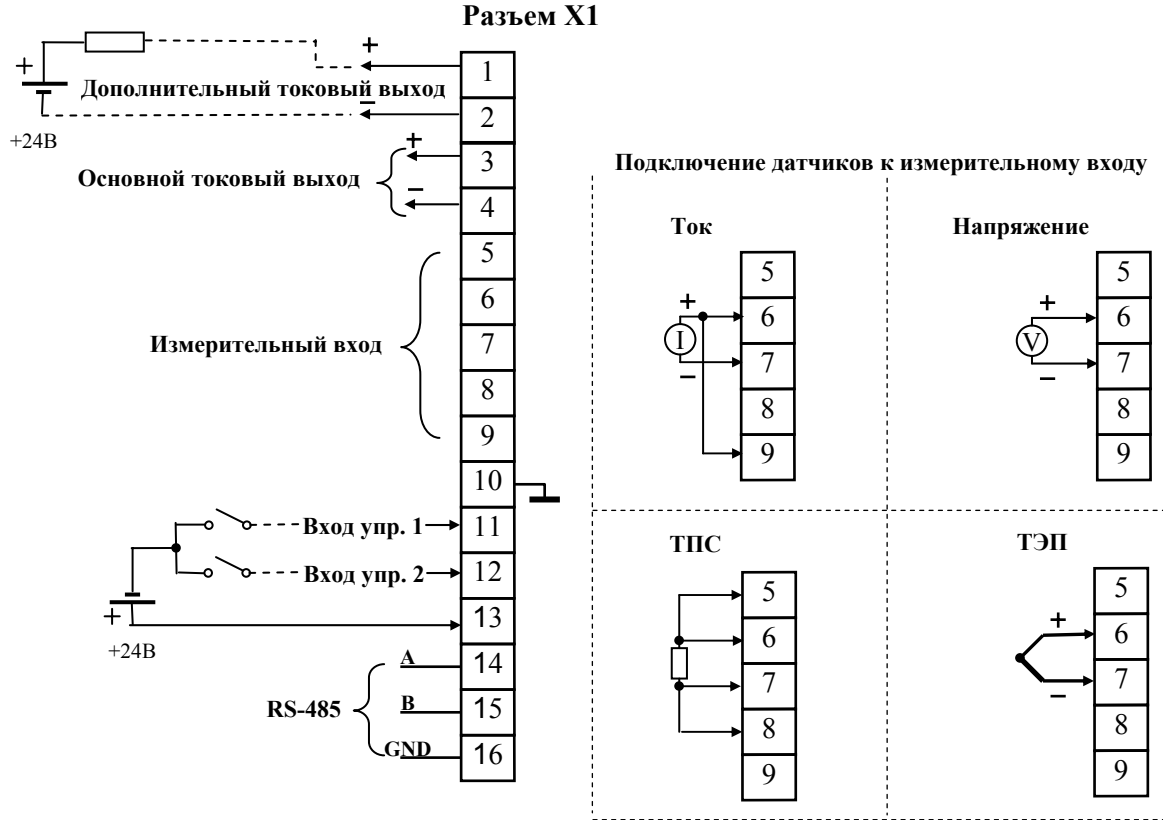 Разъем X1
+
1
+
Дополнительный токовый выход
–
2
+24В
+
3
Основной токовый выход
–
4
5
6
Измерительный вход
7
8
9
10
Вход упр. 1
11
Вход упр. 2
12
+
13
+24В
A
14
RS-485
B
15
GND
16
Подключение датчиков к измерительному входу
Ток
5
+
6
I
7
–
8
9
Напряжение
5
+
6
V
7
–
8
9
ТПС
5
6
7
8
9
ТЭП
5
+
6
7
–
8
9